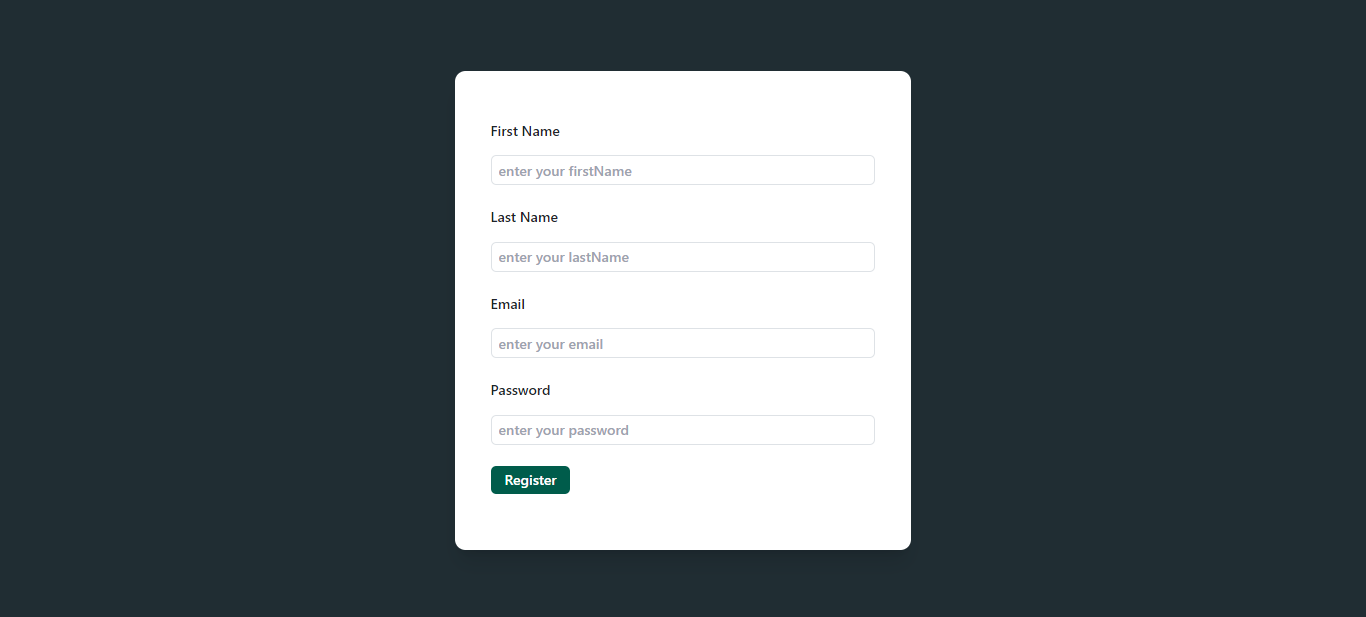 First Name
enter your firstName
Last Name
enter your lastName
Email
enter your email
Password
enter your password
Register